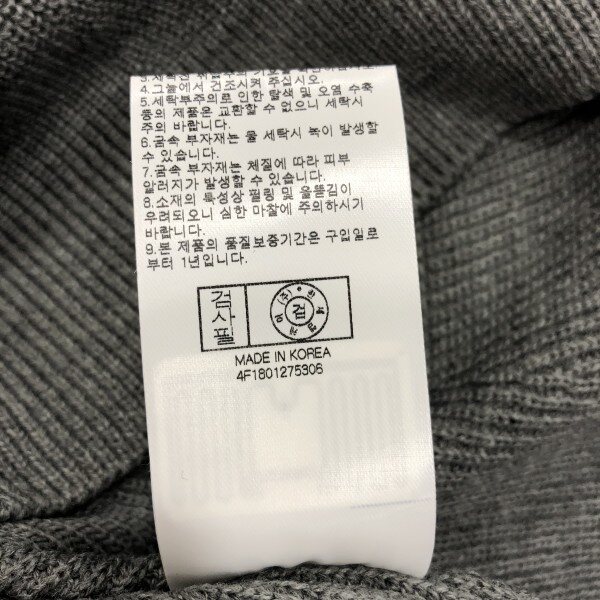 4.그늘에서 건조시켜 주십시오.
5.세탁부주의로 인한 탈색 및 오염 수축
등의 제품은 교환할 수 없으니 세탁시
주의 바랍니다.
6.금속 부자재는 물 세탁시 녹이 발생할
수 있습니다.
7.금속 부자재는 체질에 따라 피부
알러지가 발생할 수 있습니다.
8.소재의 특성상 필링 및 올뜯김이
우려되오니 심한 마찰에 주의하시기
바랍니다.
9.본 제품의 품질보증기간은 구입일로
부터 1년입니다.
검사필
검
MADE IN KOREA
4F1801275306